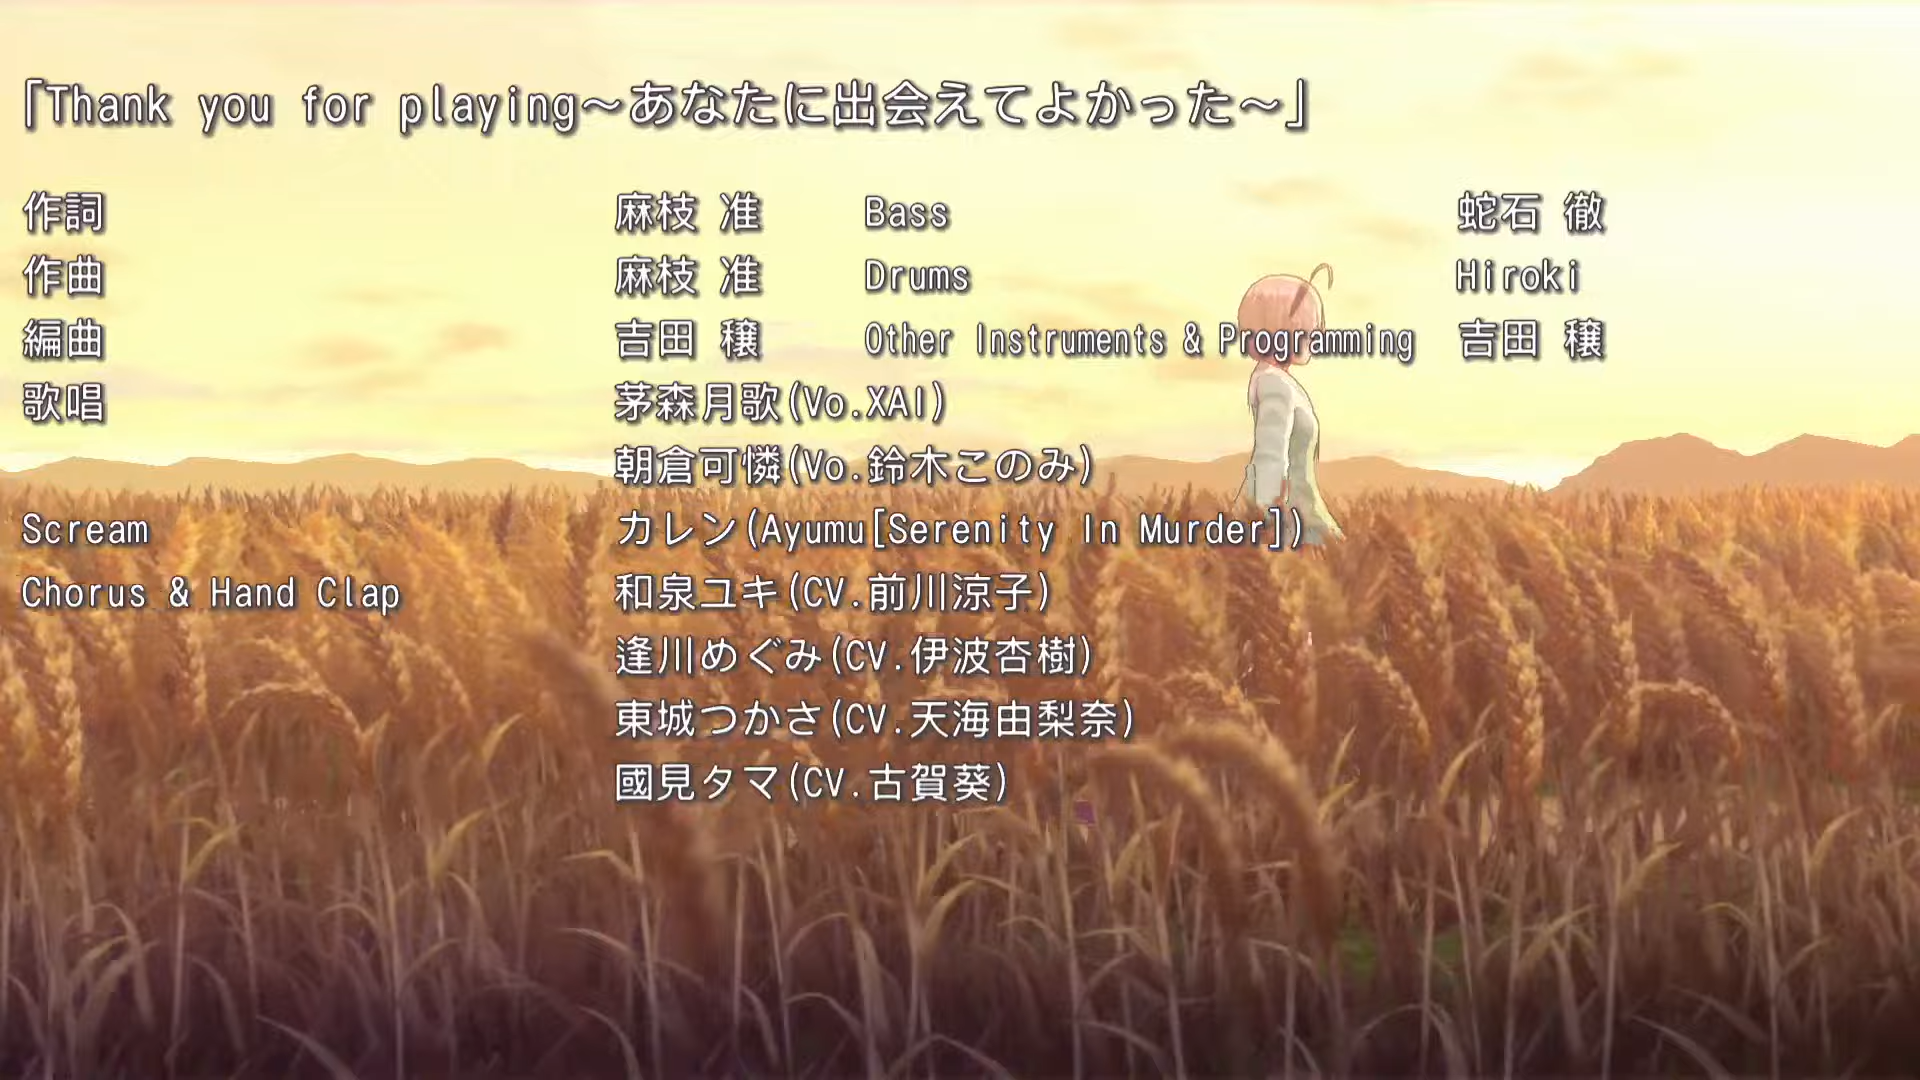 「Thank you for playing～あなたに出会えてよかった～」
作詞 麻枝 准 Bass 蛇石 徹
作曲 麻枝 准 Drums Hiroki
編曲 吉田 穣 Other Instruments & Programming 吉田 穣
歌唱 茅森月歌(Vo.XAI)
朝倉可憐(Vo.鈴木このみ)
Scream カレン(Ayumu[Serenity In Murder])
Chorus & Hand Clap 和泉ユキ(CV.前川涼子)
逢川めぐみ(CV.伊波杏樹)
東城つかさ(CV.天海由梨奈)
國見タマ(CV.古賀葵)